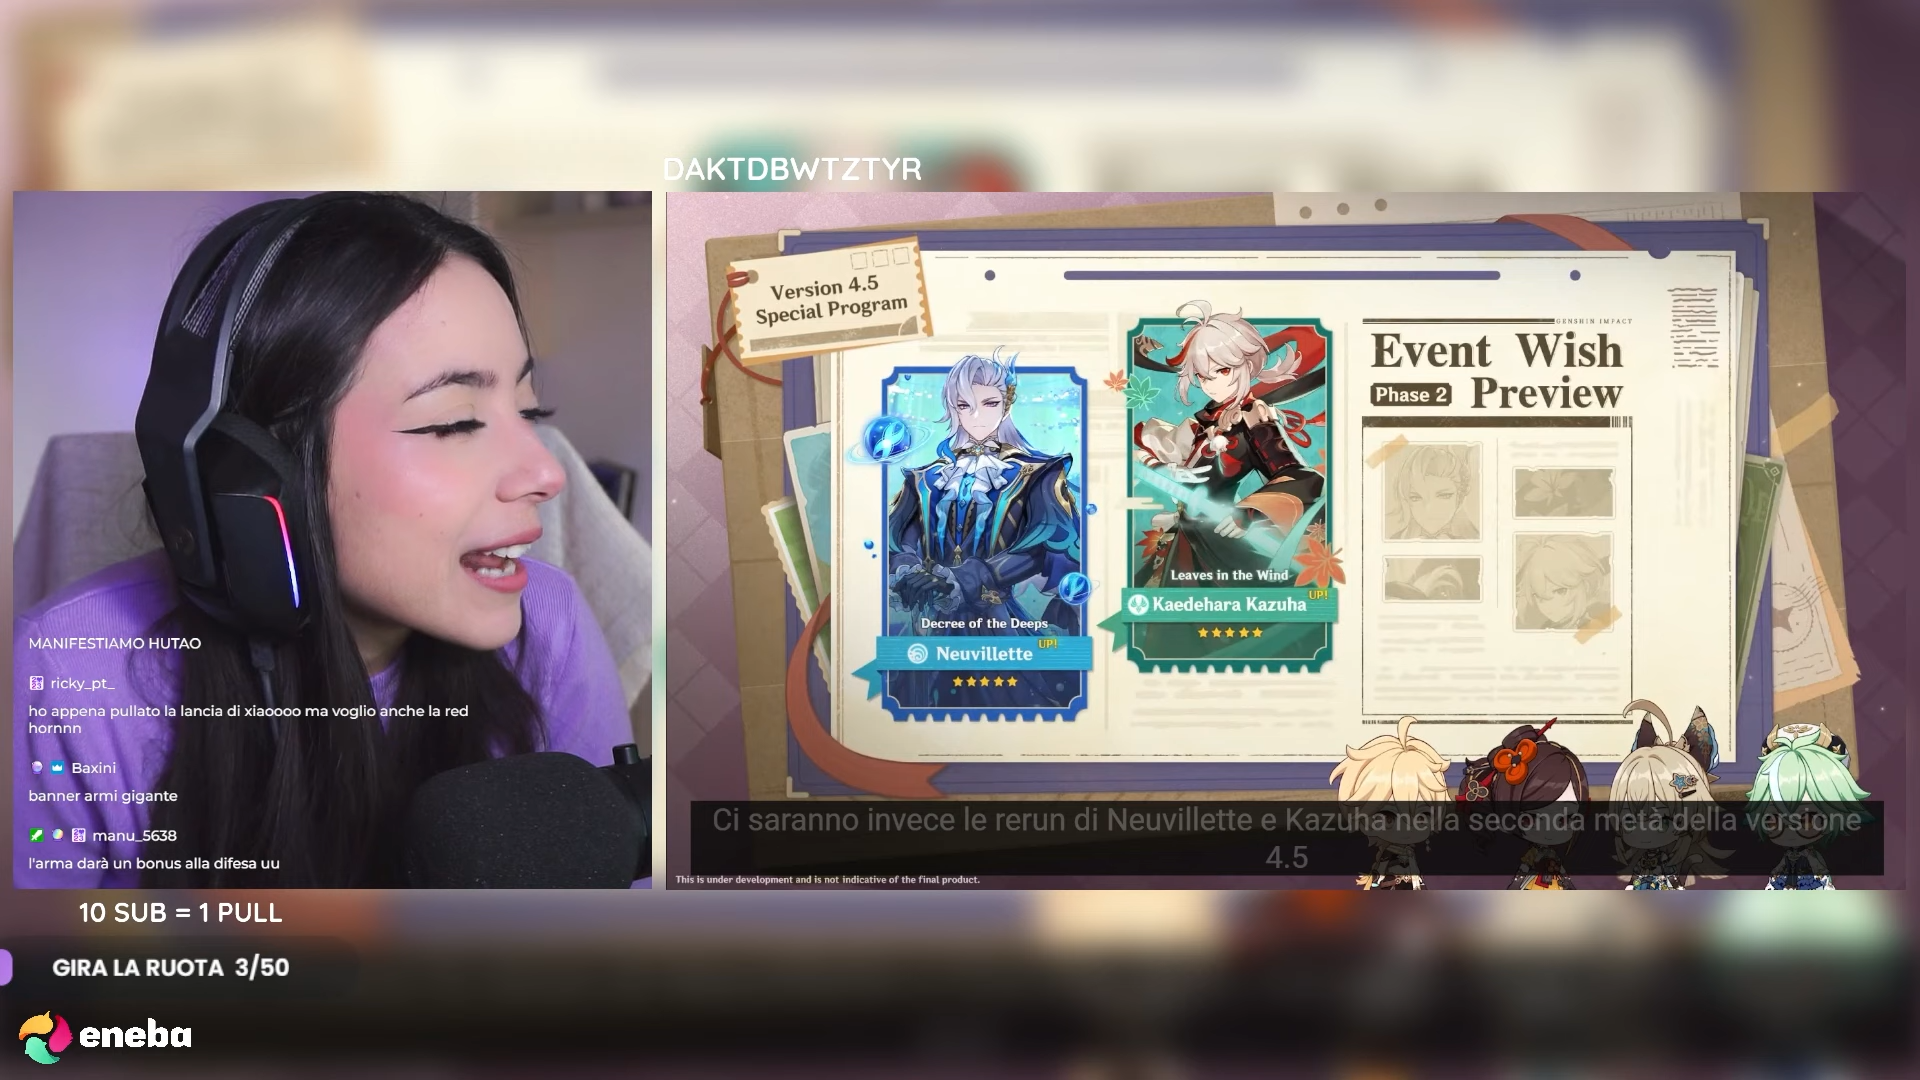 DAKTDBWTZTYR
MANIFESTIAMO HUTAO
ricky_pt_
ho appena pullato la lancia di xiaoooo ma voglio anche la red
hornnn
Baxini
banner armi gigante
manu_5638
l'arma darà un bonus alla difesa uu
Version 4.5
Special Program
Decree of the Deeps
Neuvillette
UP!
Leaves in the Wind
Kaedehara Kazuha
UP!
GENSHIN IMPACT
Event Wish
Phase 2 Preview
Ci saranno invece le rerun di Neuvillette e Kazuha nella seconda metà della versione
4.5
This is under development and is not indicative of the final product.
10 SUB = 1 PULL
GIRA LA RUOTA 3/50
eneba